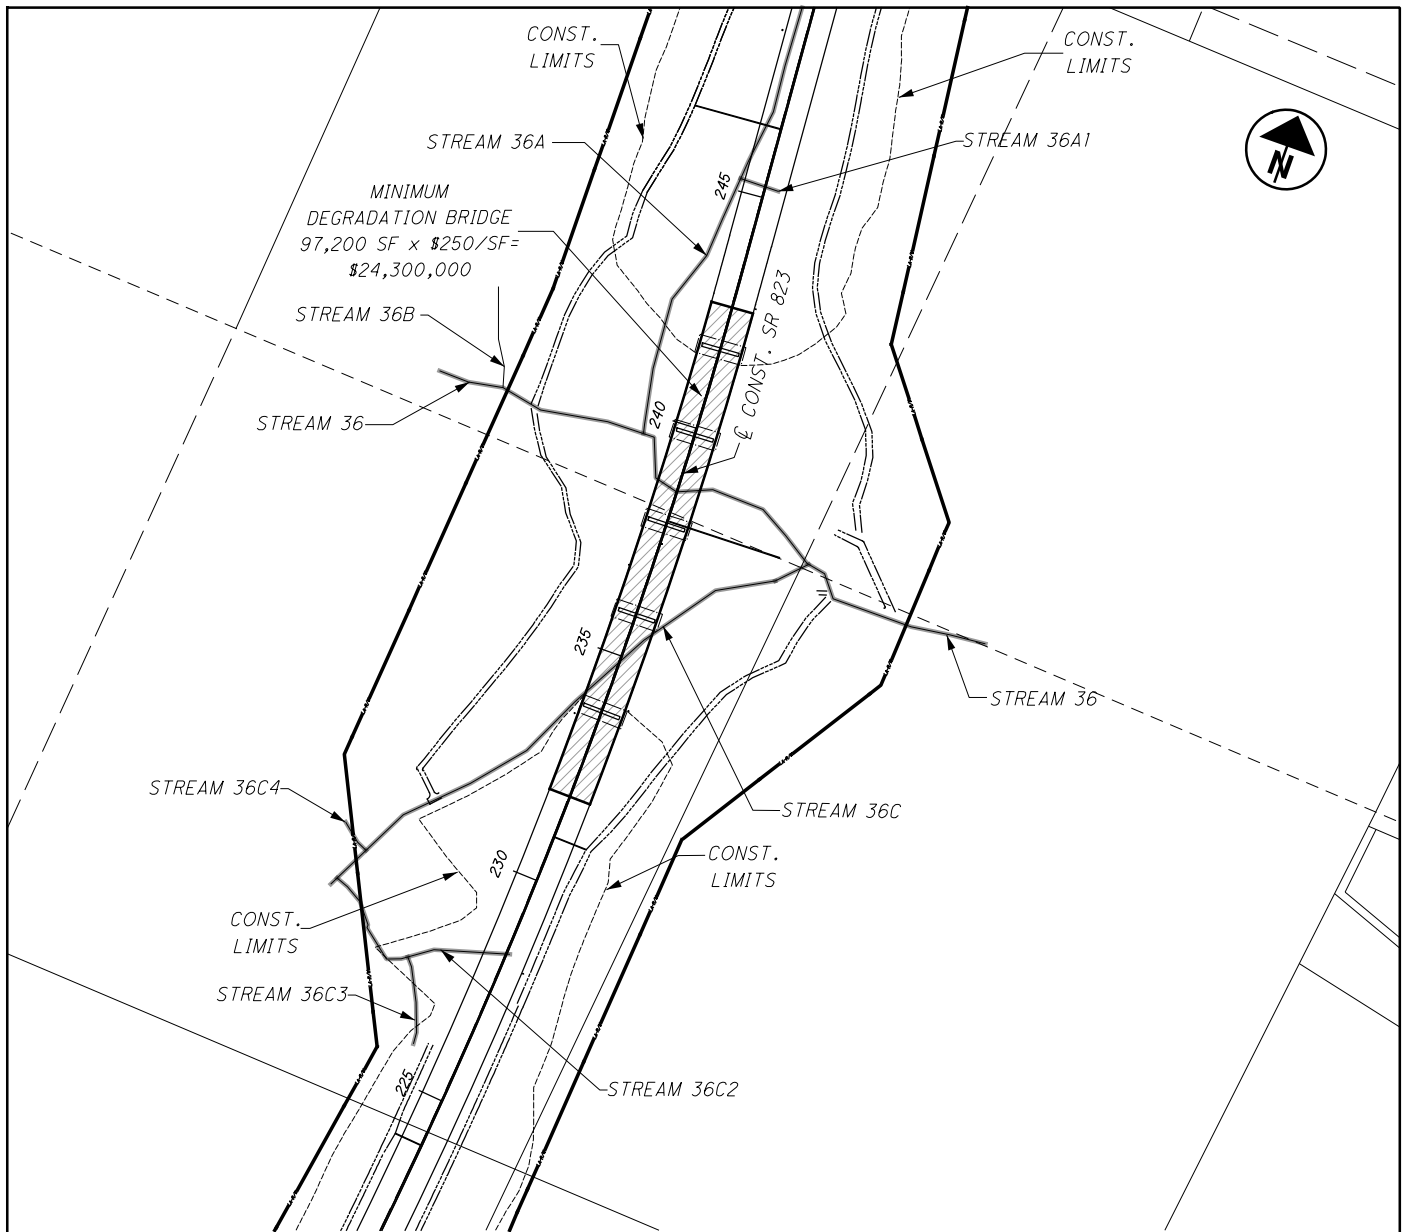 CONST.
LIMITS
CONST.
LIMITS
STREAM 36A
STREAM 36A1
N
MINIMUM
DEGRADATION BRIDGE
97,200 SF x $250/SF=
$24,300,000
245
STREAM 36B
℄ CONST. SR 823
STREAM 36
240
235
STREAM 36
STREAM 36C4
STREAM 36C
230
CONST.
LIMITS
CONST.
LIMITS
STREAM 36C3
225
STREAM 36C2